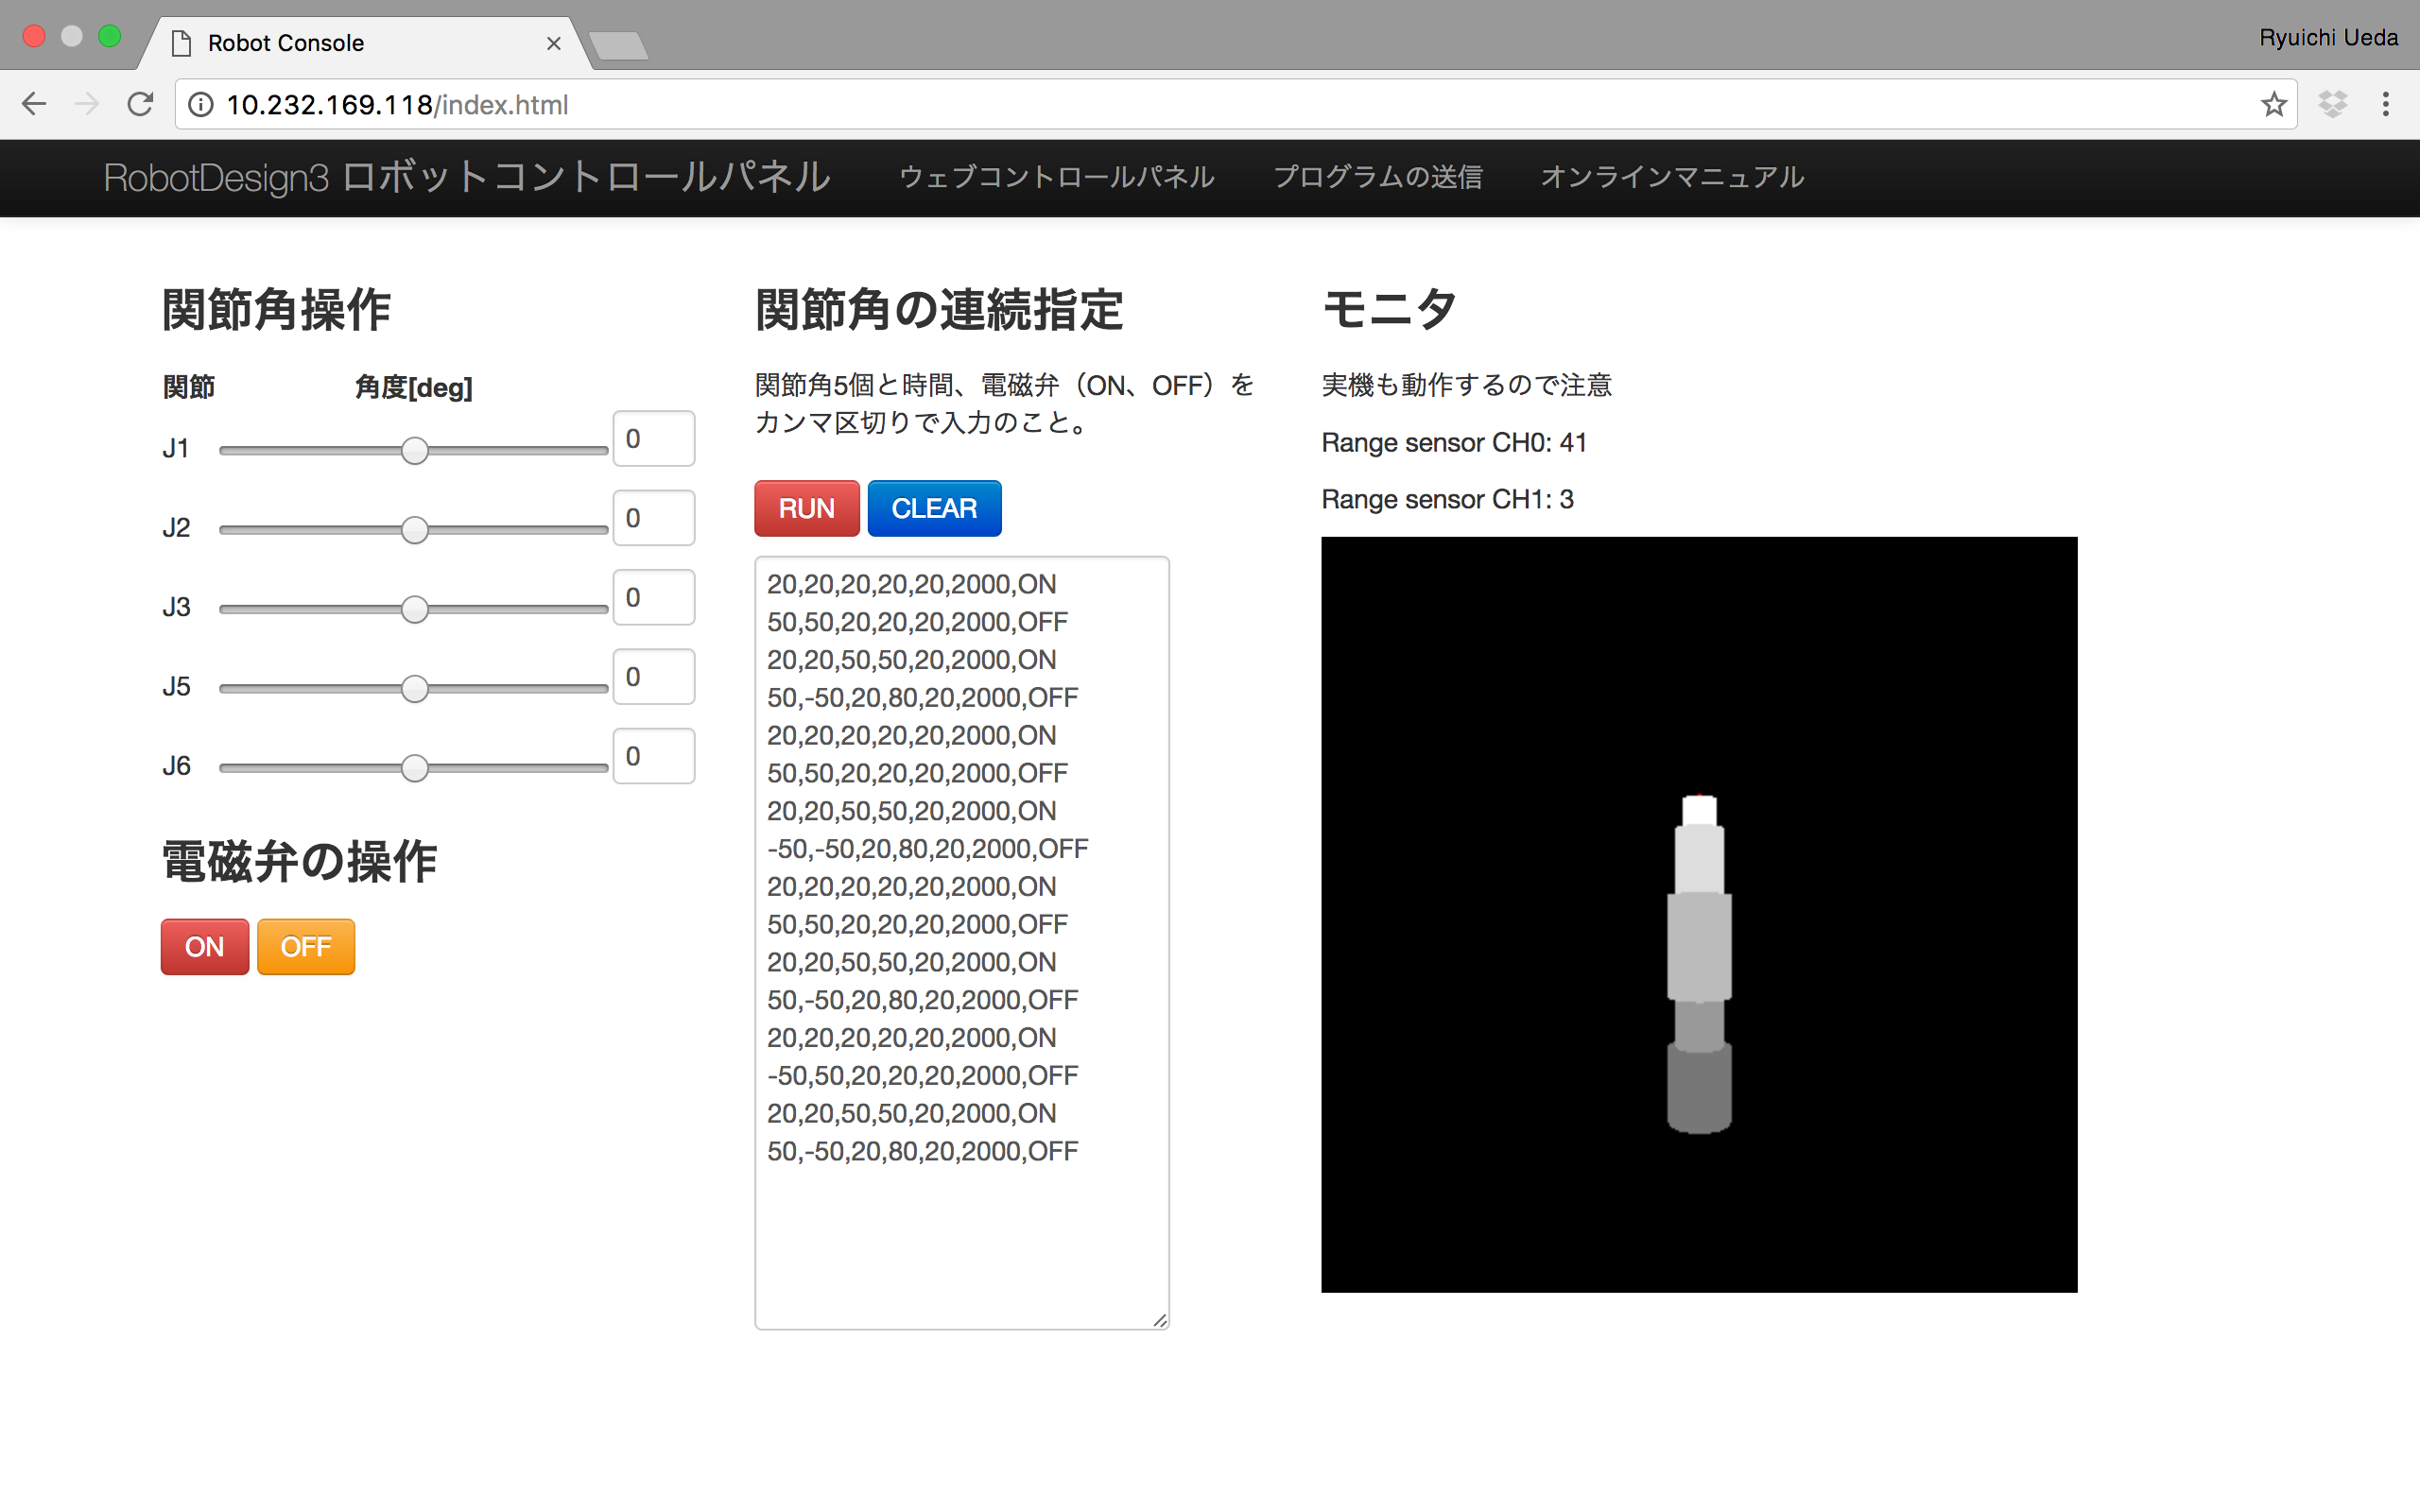 Robot Console
Ryuichi Ueda
10.232.169.118/index.html
RobotDesign3 ロボットコントロールパネル ウェブコントロールパネル プログラムの送信 オンラインマニュアル
関節角操作
関節 角度[deg]
J1 0
J2 0
J3 0
J5 0
J6 0
電磁弁の操作
ON OFF
関節角の連続指定
関節角5個と時間、電磁弁（ON、OFF）を
カンマ区切りで入力のこと。
RUN CLEAR
20,20,20,20,20,2000,ON
50,50,20,20,20,2000,OFF
20,20,50,50,20,2000,ON
50,-50,20,80,20,2000,OFF
20,20,20,20,20,2000,ON
50,50,20,20,20,2000,OFF
20,20,50,50,20,2000,ON
-50,-50,20,80,20,2000,OFF
20,20,20,20,20,2000,ON
50,50,20,20,20,2000,OFF
20,20,50,50,20,2000,ON
50,-50,20,80,20,2000,OFF
20,20,20,20,20,2000,ON
-50,50,20,20,20,2000,OFF
20,20,50,50,20,2000,ON
50,-50,20,80,20,2000,OFF
モニタ
実機も動作するので注意
Range sensor CH0: 41
Range sensor CH1: 3